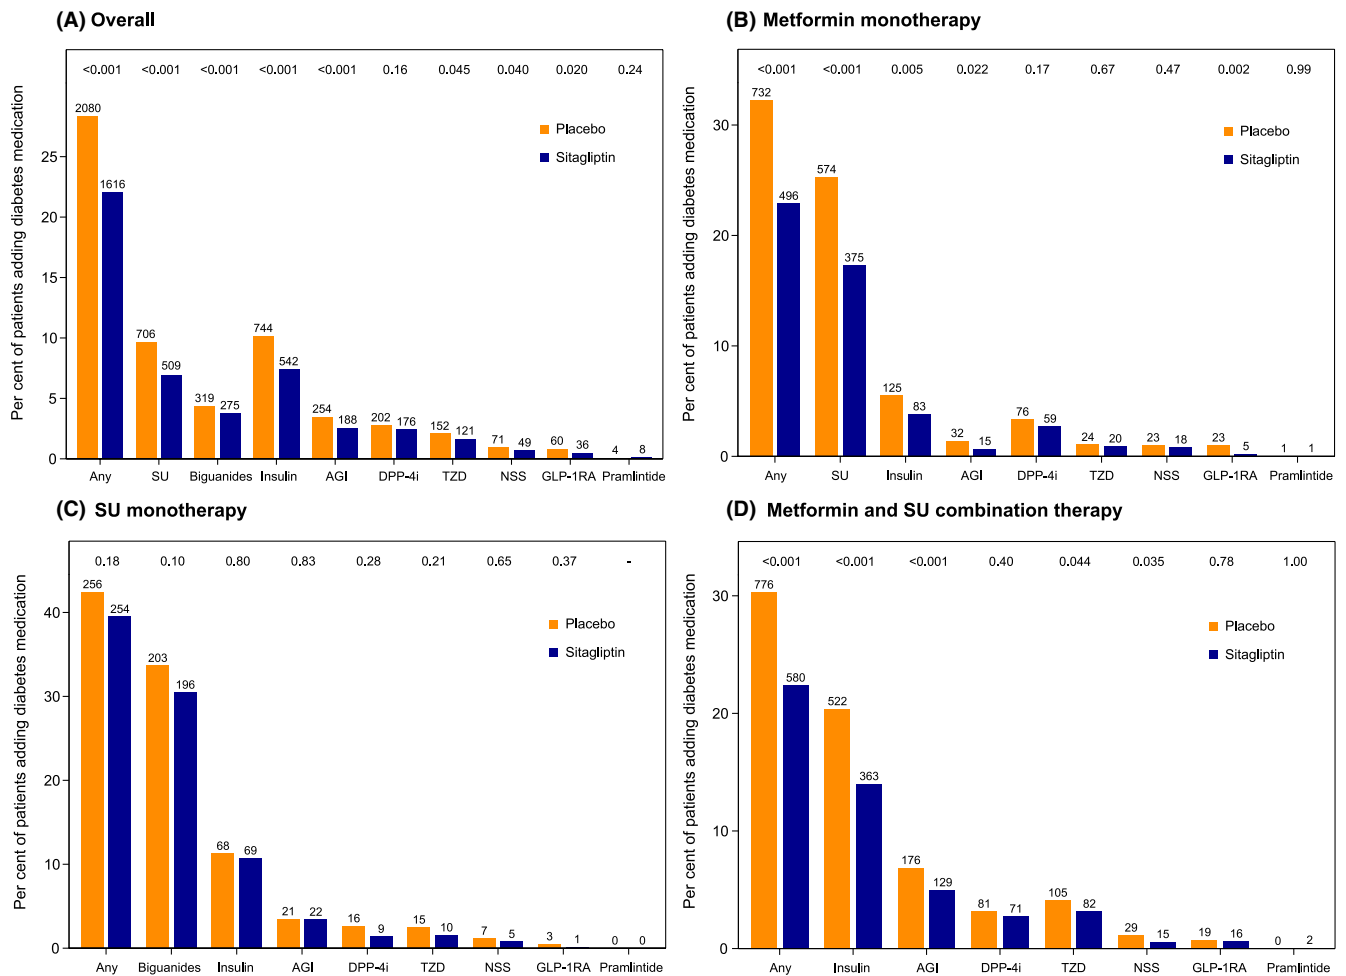 (A) Overall
<0.001 <0.001 <0.001 <0.001 <0.001 0.16 0.045 0.040 0.020 0.24
Per cent of patients adding diabetes medication
25
20
15
10
5
0
Placebo
Sitagliptin
2080 1616
706 509
319 275
744 542
254 188
202 176
152 121
71 49
60 36
4 8
Any SU Biguanides Insulin AGI DPP-4i TZD NSS GLP-1RA Pramlintide
(B) Metformin monotherapy
<0.001 <0.001 0.005 0.022 0.17 0.67 0.47 0.002 0.99
Per cent of patients adding diabetes medication
30
20
10
0
Placebo
Sitagliptin
732 496
574 375
125 83
32 15
76 59
24 20
23 18
23 5
1 1
Any SU Insulin AGI DPP-4i TZD NSS GLP-1RA Pramlintide
(C) SU monotherapy
0.18 0.10 0.80 0.83 0.28 0.21 0.65 0.37 -
Per cent of patients adding diabetes medication
40
30
20
10
0
Placebo
Sitagliptin
256 254
203 196
68 69
21 22
16 9
15 10
7 5
3 1
0 0
Any Biguanides Insulin AGI DPP-4i TZD NSS GLP-1RA Pramlintide
(D) Metformin and SU combination therapy
<0.001 <0.001 <0.001 0.40 0.044 0.035 0.78 1.00
Per cent of patients adding diabetes medication
30
20
10
0
Placebo
Sitagliptin
776 580
522 363
176 129
81 71
105 82
29 15
19 16
0 2
Any Insulin AGI DPP-4i TZD NSS GLP-1RA Pramlintide